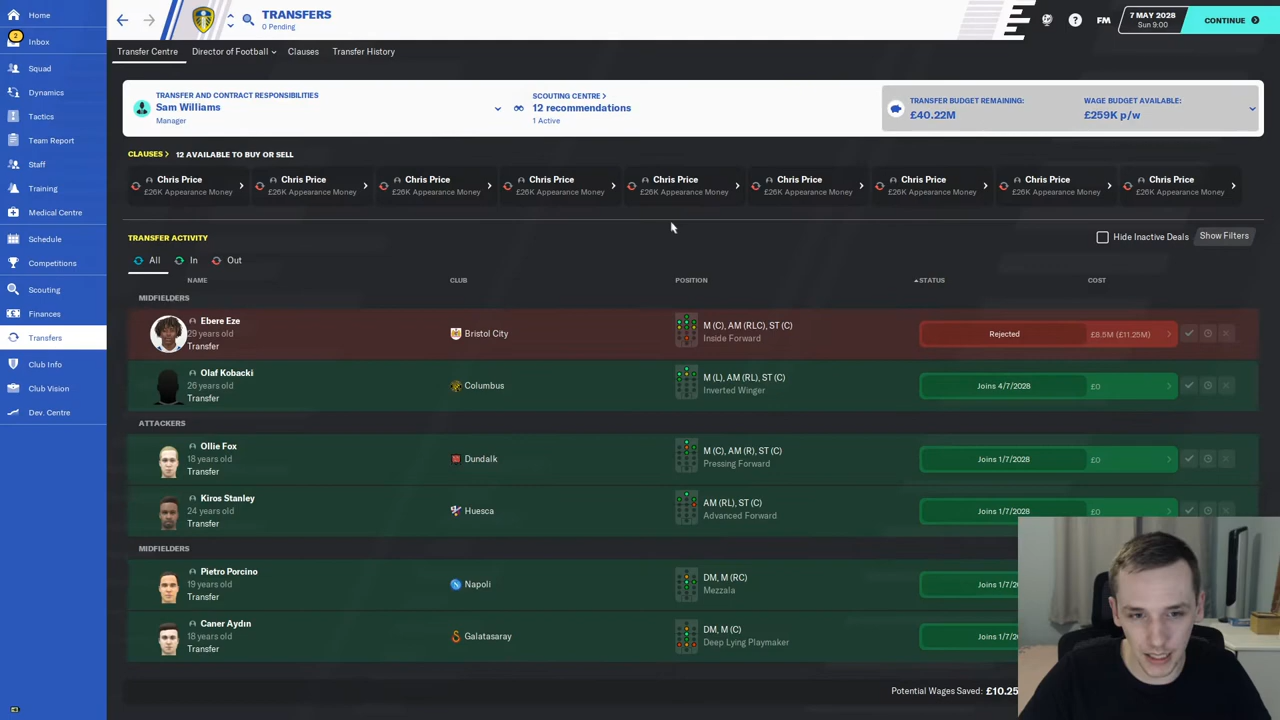 Home
TRANSFERS
0 Pending
FM
7 MAY 2028
Sun 9:00
CONTINUE
2
Inbox
Transfer Centre
Director of Football
Clauses
Transfer History
Squad
Dynamics
Tactics
Team Report
Staff
Training
Medical Centre
Schedule
Competitions
Scouting
Finances
Transfers
Club Info
Club Vision
Dev. Centre
TRANSFER AND CONTRACT RESPONSIBILITIES
Sam Williams
Manager
SCOUTING CENTRE >
12 recommendations
1 Active
TRANSFER BUDGET REMAINING:
£40.22M
WAGE BUDGET AVAILABLE:
£259K p/w
CLAUSES > 12 AVAILABLE TO BUY OR SELL
Chris Price
£26K Appearance Money
Chris Price
£26K Appearance Money
Chris Price
£26K Appearance Money
Chris Price
£26K Appearance Money
Chris Price
£26K Appearance Money
Chris Price
£26K Appearance Money
Chris Price
£26K Appearance Money
Chris Price
£26K Appearance Money
Chris Price
£26K Appearance Money
TRANSFER ACTIVITY
Hide Inactive Deals
Show Filters
All
In
Out
NAME
CLUB
POSITION
STATUS
COST
MIDFIELDERS
Ebere Eze
29 years old
Transfer
Bristol City
M (C), AM (RLC), ST (C)
Inside Forward
Rejected
£8.5M (£11.25M)
Olaf Kobacki
26 years old
Transfer
Columbus
M (L), AM (RL), ST (C)
Inverted Winger
Joins 4/7/2028
£0
ATTACKERS
Ollie Fox
18 years old
Transfer
Dundalk
M (C), AM (R), ST (C)
Pressing Forward
Joins 1/7/2028
£0
Kiros Stanley
24 years old
Transfer
Huesca
AM (RL), ST (C)
Advanced Forward
Joins 1/7/2028
£0
MIDFIELDERS
Pietro Porcino
19 years old
Transfer
Napoli
DM, M (RC)
Mezzala
Joins 1/7/20
Caner Aydın
18 years old
Transfer
Galatasaray
DM, M (C)
Deep Lying Playmaker
Joins 1/7/20
Potential Wages Saved: £10.25